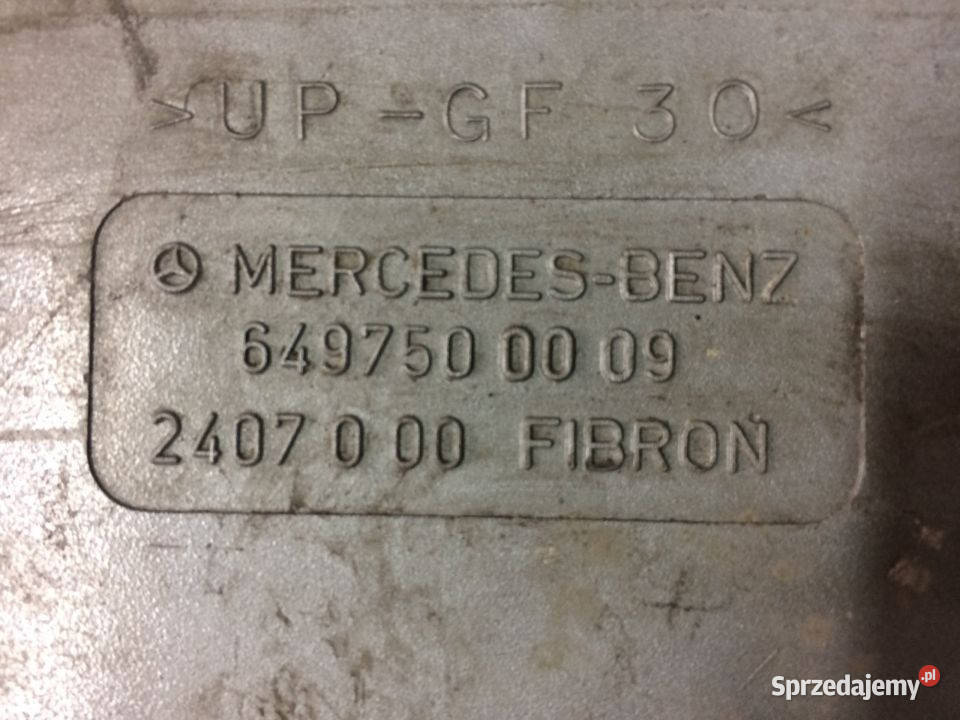 >UP-GF 30<
MERCEDES-BENZ
649750 00 09
2407 0 00 FIBRON
Sprzedajemy.pl